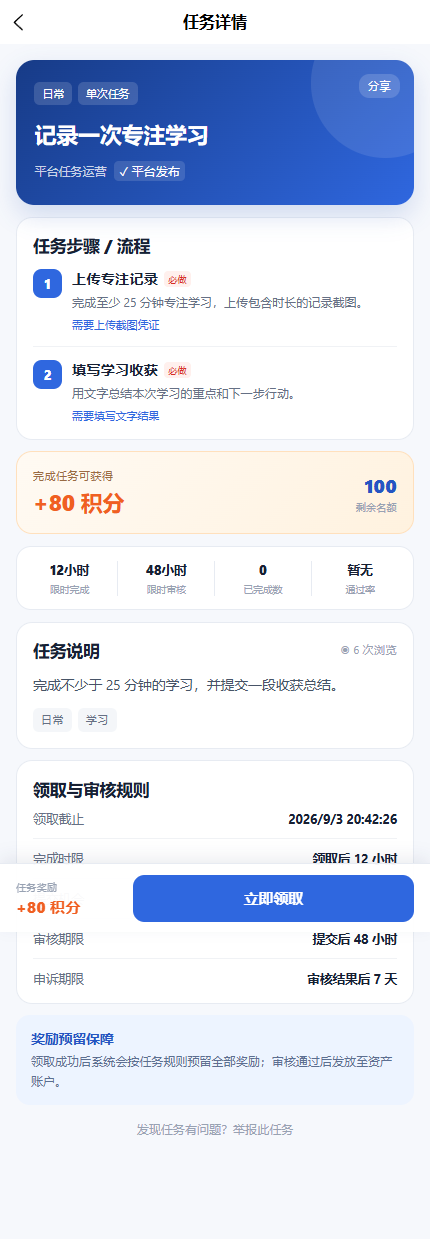 任务详情
日常 单次任务 分享
记录一次专注学习
平台任务运营 ✓ 平台发布
任务步骤 / 流程
1 上传专注记录 必做
完成至少 25 分钟专注学习，上传包含时长的记录截图。
需要上传截图凭证
2 填写学习收获 必做
用文字总结本次学习的重点和下一步行动。
需要填写文字结果
完成任务可获得
+80 积分
100
剩余名额
12小时 48小时 0 暂无
限时完成 限时审核 已完成数 通过率
任务说明 ◉ 6 次浏览
完成不少于 25 分钟的学习，并提交一段收获总结。
日常 学习
领取与审核规则
领取截止 2026/9/3 20:42:26
完成时限 领取后 12 小时
任务奖励
+80 积分
立即领取
审核期限 提交后 48 小时
申诉期限 审核结果后 7 天
奖励预留保障
领取成功后系统会按任务规则预留全部奖励；审核通过后发放至资产
账户。
发现任务有问题？举报此任务